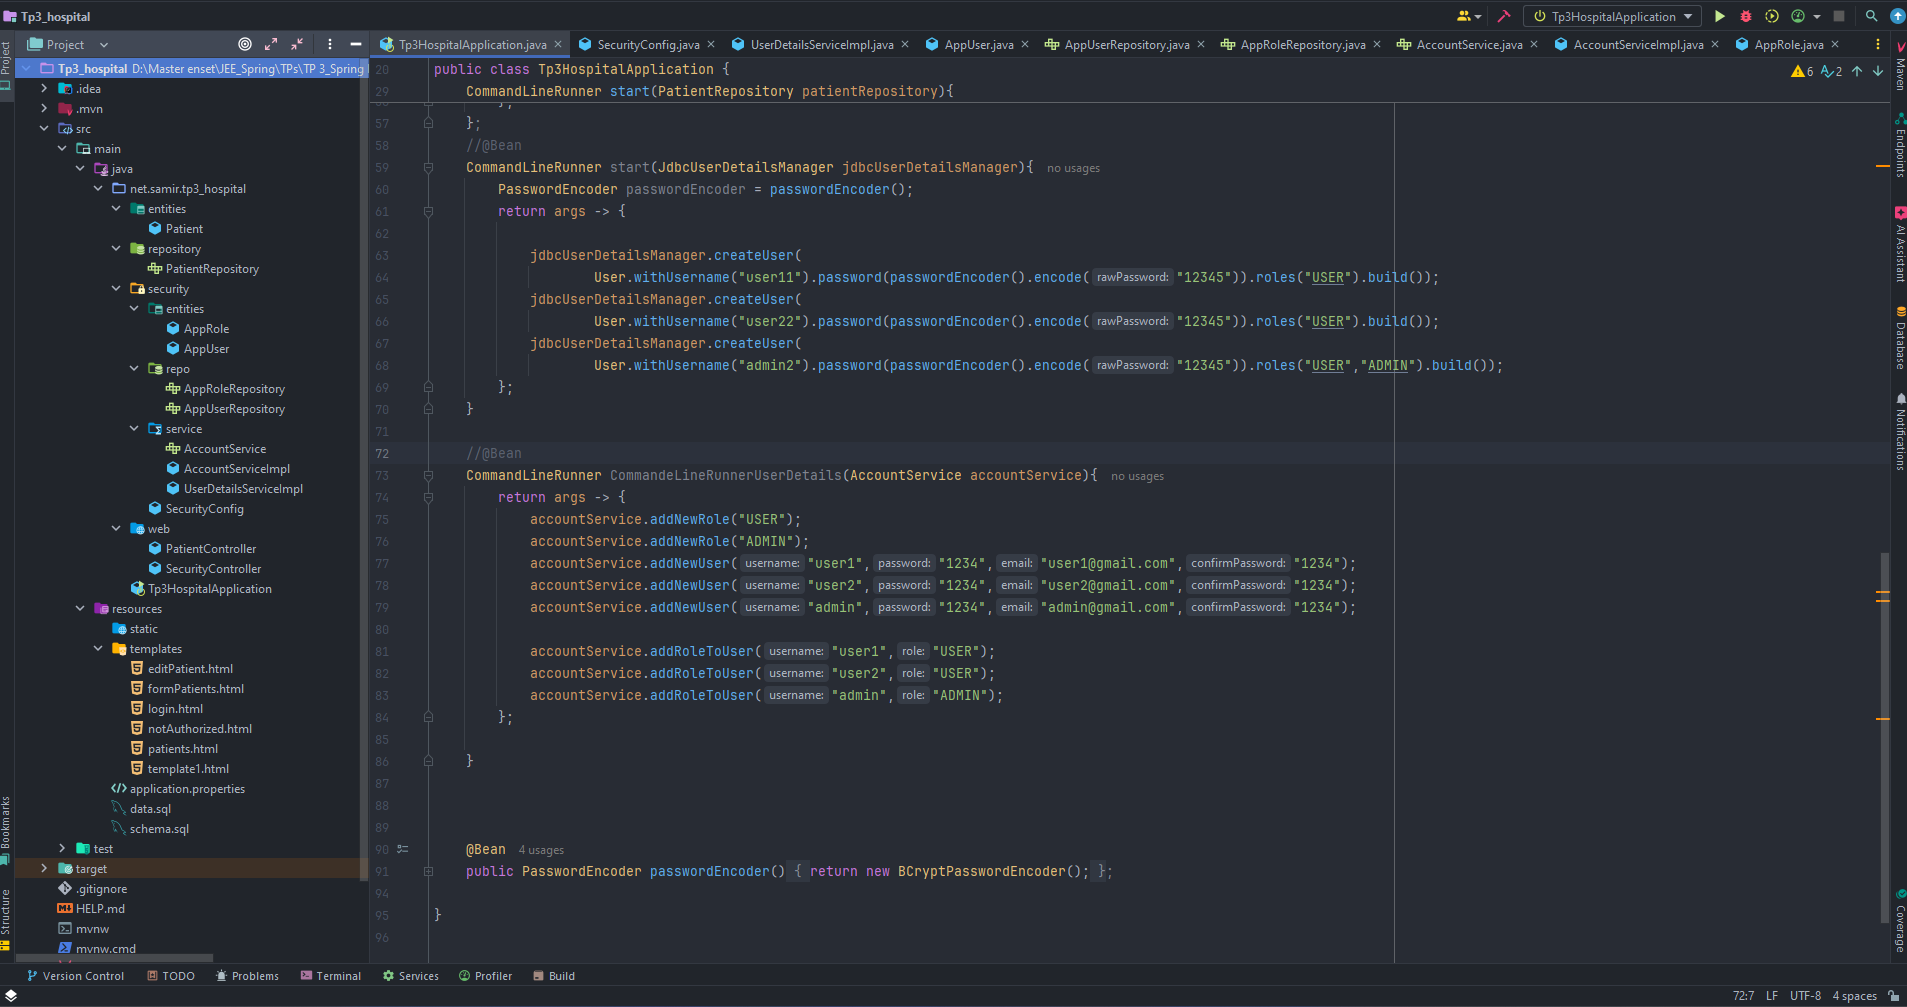 Tp3_hospital
Tp3HospitalApplication
Project
Tp3HospitalApplication.java
SecurityConfig.java
UserDetailsServiceImpl.java
AppUser.java
AppUserRepository.java
AppRoleRepository.java
AccountService.java
AccountServiceImpl.java
AppRole.java
Project
Bookmarks
Structure
Tp3_hospital D:\Master enset\JEE_Spring\TPs\TP 3_Spring
.idea
.mvn
src
main
java
net.samir.tp3_hospital
entities
Patient
repository
PatientRepository
security
entities
AppRole
AppUser
repo
AppRoleRepository
AppUserRepository
service
AccountService
AccountServiceImpl
UserDetailsServiceImpl
SecurityConfig
web
PatientController
SecurityController
Tp3HospitalApplication
resources
static
templates
editPatient.html
formPatients.html
login.html
notAuthorized.html
patients.html
template1.html
application.properties
data.sql
schema.sql
test
target
.gitignore
HELP.md
mvnw
mvnw.cmd
20 public class Tp3HospitalApplication {
29 CommandLineRunner start(PatientRepository patientRepository){
6 2
57 };
58 //@Bean
59 CommandLineRunner start(JdbcUserDetailsManager jdbcUserDetailsManager){ no usages
60 PasswordEncoder passwordEncoder = passwordEncoder();
61 return args -> {
62
63 jdbcUserDetailsManager.createUser(
64 User.withUsername("user11").password(passwordEncoder().encode( rawPassword: "12345")).roles("USER").build());
65 jdbcUserDetailsManager.createUser(
66 User.withUsername("user22").password(passwordEncoder().encode( rawPassword: "12345")).roles("USER").build());
67 jdbcUserDetailsManager.createUser(
68 User.withUsername("admin2").password(passwordEncoder().encode( rawPassword: "12345")).roles("USER","ADMIN").build());
69 };
70 }
71
72 //@Bean
73 CommandLineRunner CommandeLineRunnerUserDetails(AccountService accountService){ no usages
74 return args -> {
75 accountService.addNewRole("USER");
76 accountService.addNewRole("ADMIN");
77 accountService.addNewUser( username: "user1", password: "1234", email: "user1@gmail.com", confirmPassword: "1234");
78 accountService.addNewUser( username: "user2", password: "1234", email: "user2@gmail.com", confirmPassword: "1234");
79 accountService.addNewUser( username: "admin", password: "1234", email: "admin@gmail.com", confirmPassword: "1234");
80
81 accountService.addRoleToUser( username: "user1", role: "USER");
82 accountService.addRoleToUser( username: "user2", role: "USER");
83 accountService.addRoleToUser( username: "admin", role: "ADMIN");
84 };
85
86 }
87
88
89
90 @Bean 4 usages
91 public PasswordEncoder passwordEncoder() { return new BCryptPasswordEncoder(); };
94
95 }
96
Maven
Endpoints
AI Assistant
Database
Notifications
Coverage
Version Control
TODO
Problems
Terminal
Services
Profiler
Build
72:7 LF UTF-8 4 spaces